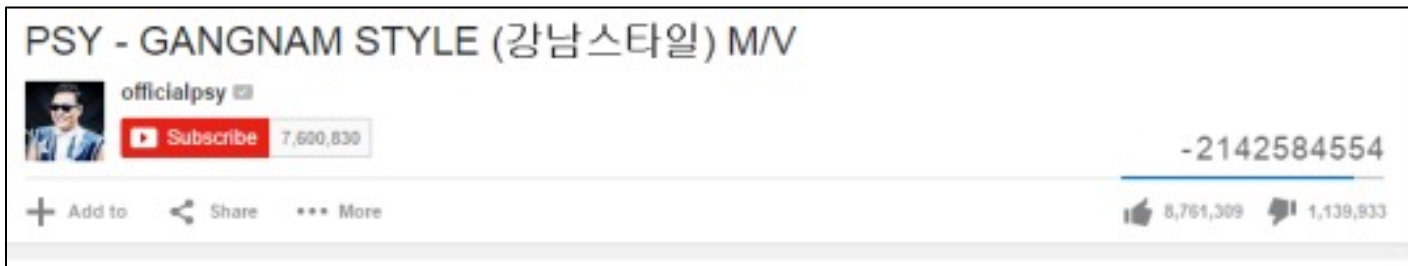 PSY - GANGNAM STYLE (강남스타일) M/V
officialpsy
Subscribe 7,600,830
-2142584554
Add to Share More 8,761,309 1,139,933